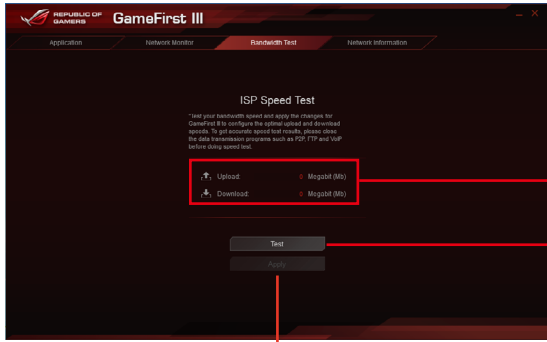 REPUBLIC OF
GAMERS
GameFirst III
Application Network Monitor Bandwidth Test Network Information
ISP Speed Test
*Test your bandwidth speed and apply the changes for
GameFirst III to configure the optimal upload and download
speeds. To get accurate speed test results, please close
the data transmission programs such as P2P, FTP and VoIP
before doing speed test.
Upload: 0 Megabit (Mb)
Download: 0 Megabit (Mb)
Test
Apply